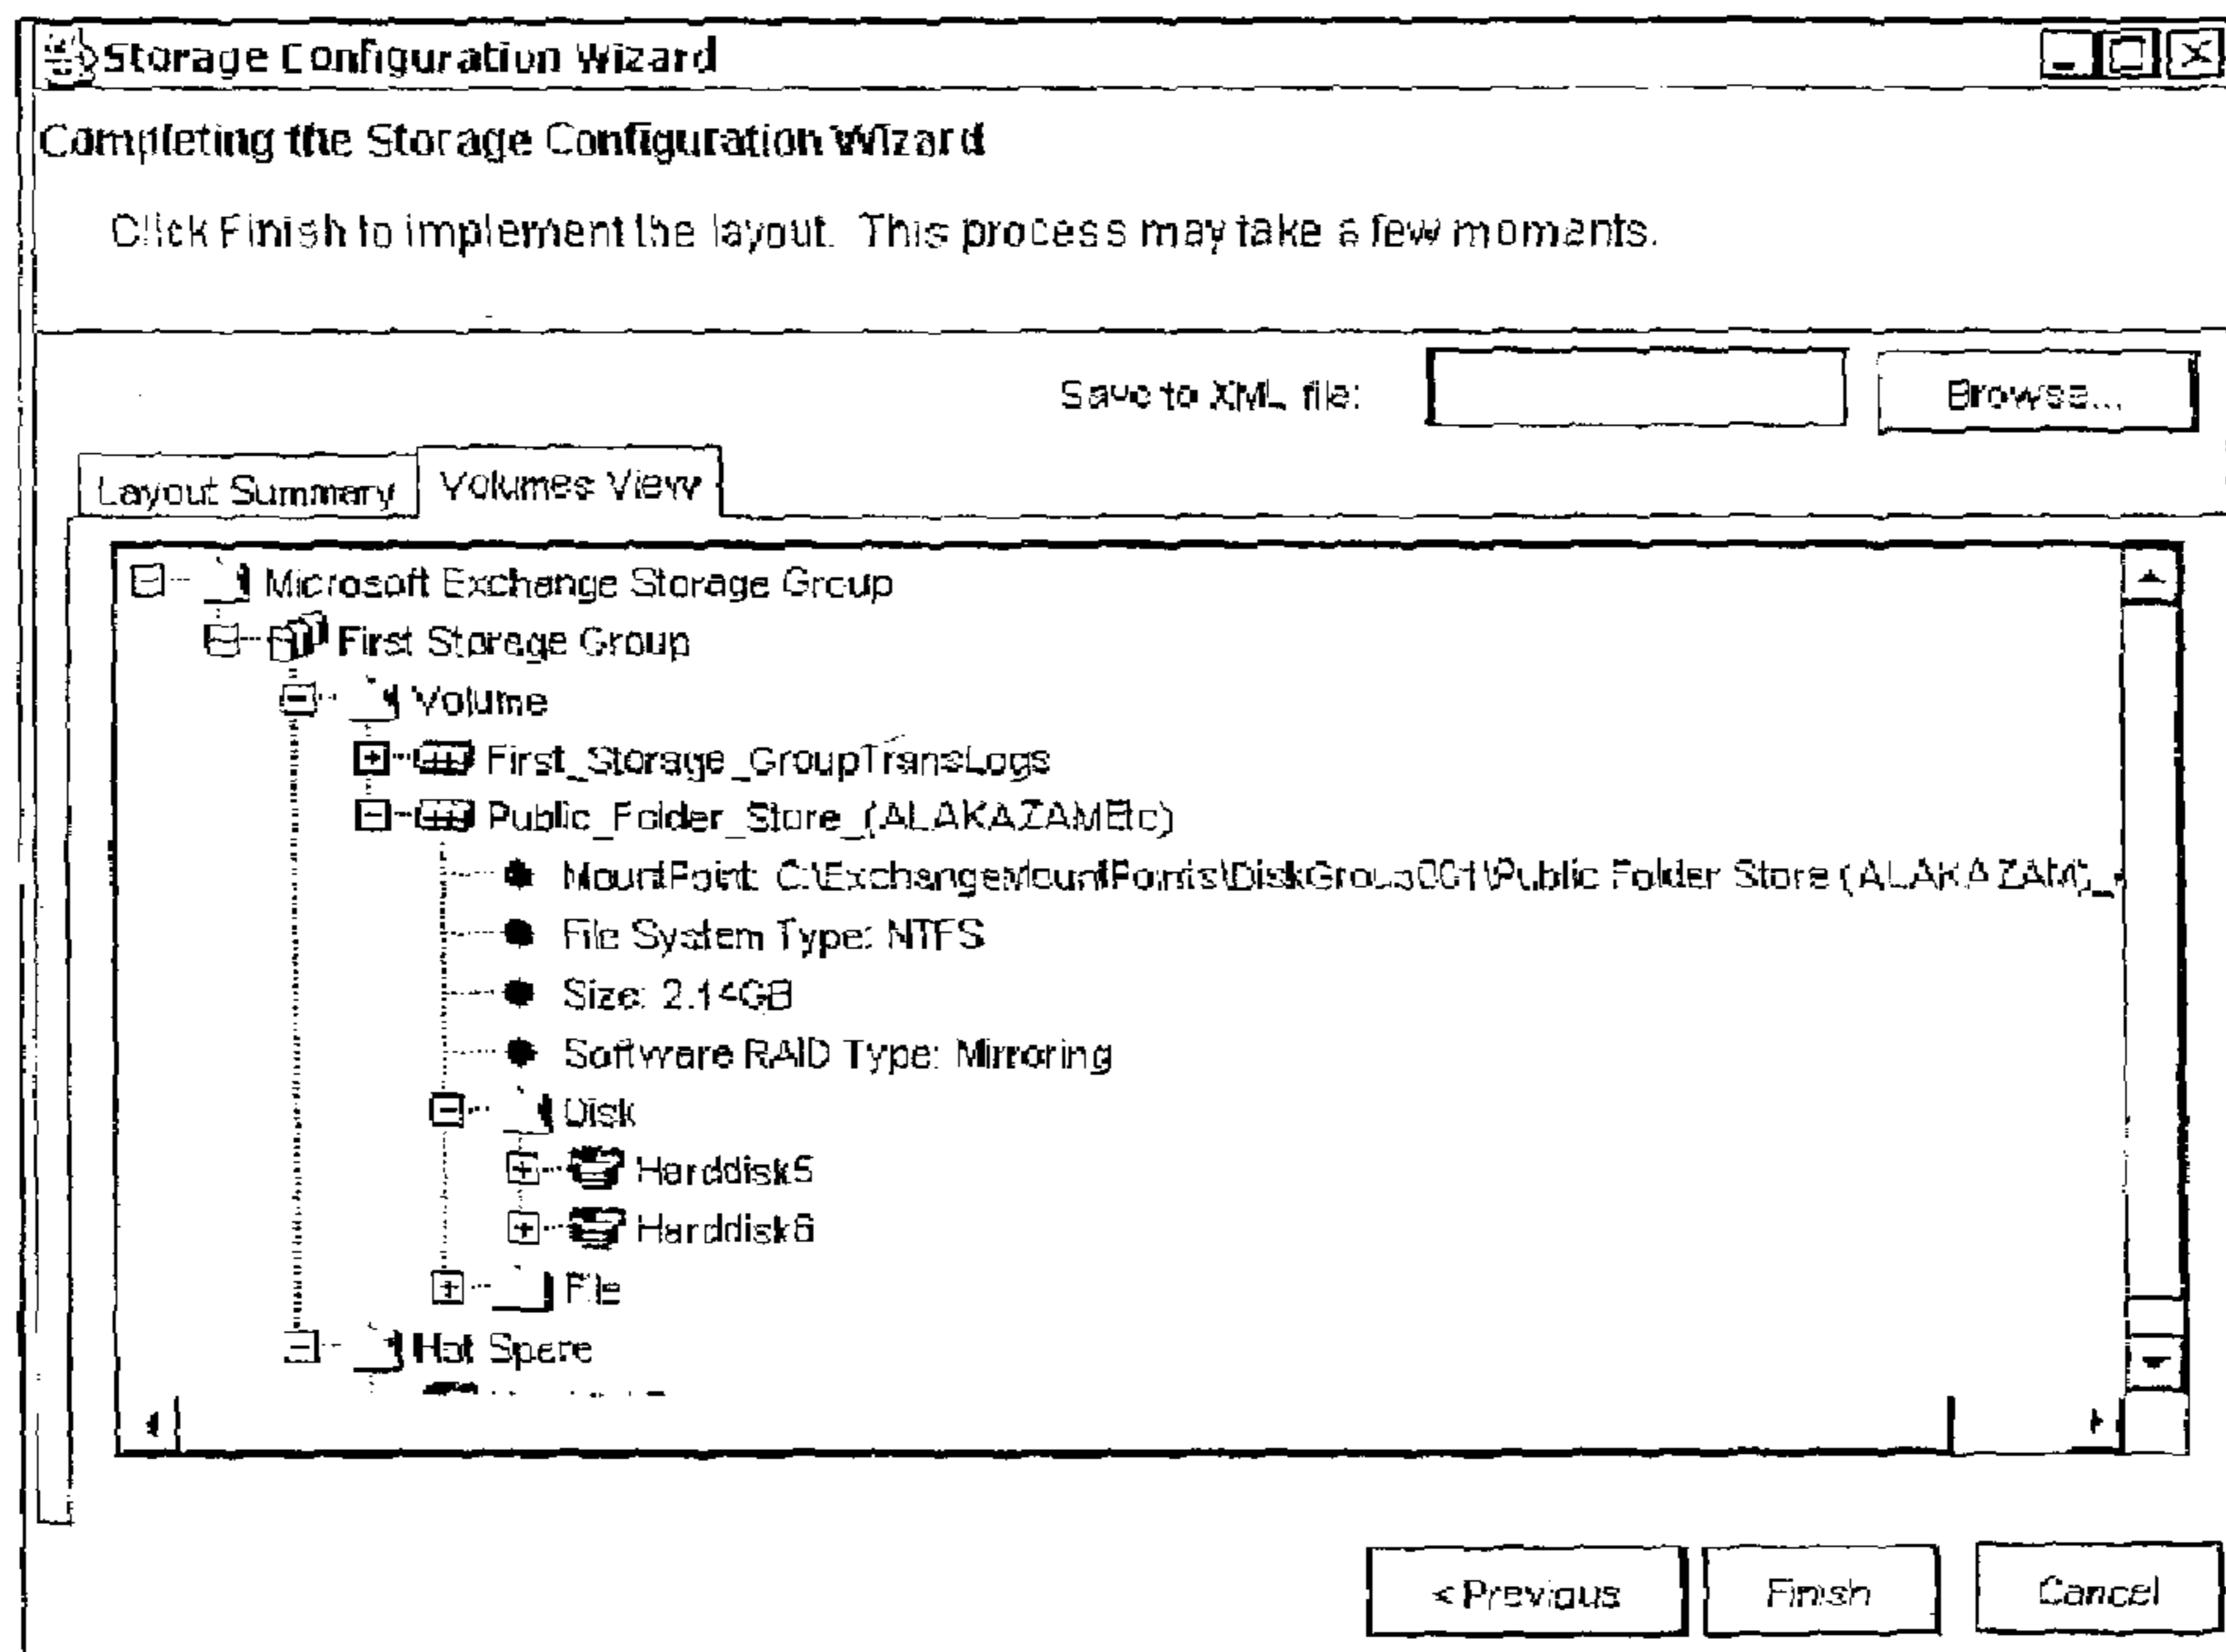 Storage Configuration Wizard
Completing the Storage Configuration Wizard
Click Finish to implement the layout. This process may take a few moments.
Save to XML file:
Browse...
Layout Summary
Volumes View
Microsoft Exchange Storage Group
First Storage Group
Volume
First_Storage_GroupTransLogs
Public_Folder_Store_(ALAKAZAMEtc)
MountPoint: C:\ExchangeMountPoints\DiskGroup001\Public Folder Store (ALAKAZAM)_
File System Type: NTFS
Size: 2.14GB
Software RAID Type: Mirroring
Disk
Harddisk5
Harddisk6
File
Hot Spare
< Previous
Finish
Cancel